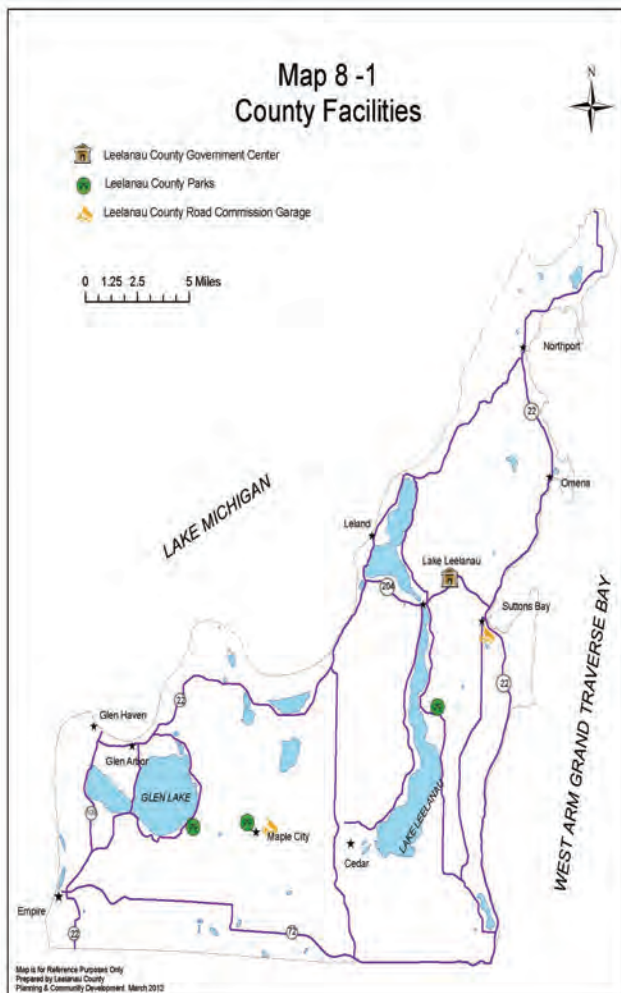 Map 8 -1
County Facilities
N
Leelanau County Government Center
Leelanau County Parks
Leelanau County Road Commission Garage
0 1.25 2.5 5 Miles
Northport
22
Omena
LAKE MICHIGAN
Leland
Lake Leelanau
204
Suttons Bay
WEST ARM GRAND TRAVERSE BAY
22
22
Glen Haven
Glen Arbor
GLEN LAKE
Maple City
LAKE LEELANAU
Cedar
Empire
22
72
Map is for Reference Purposes Only
Prepared by Leelanau County
Planning & Community Development March 2012